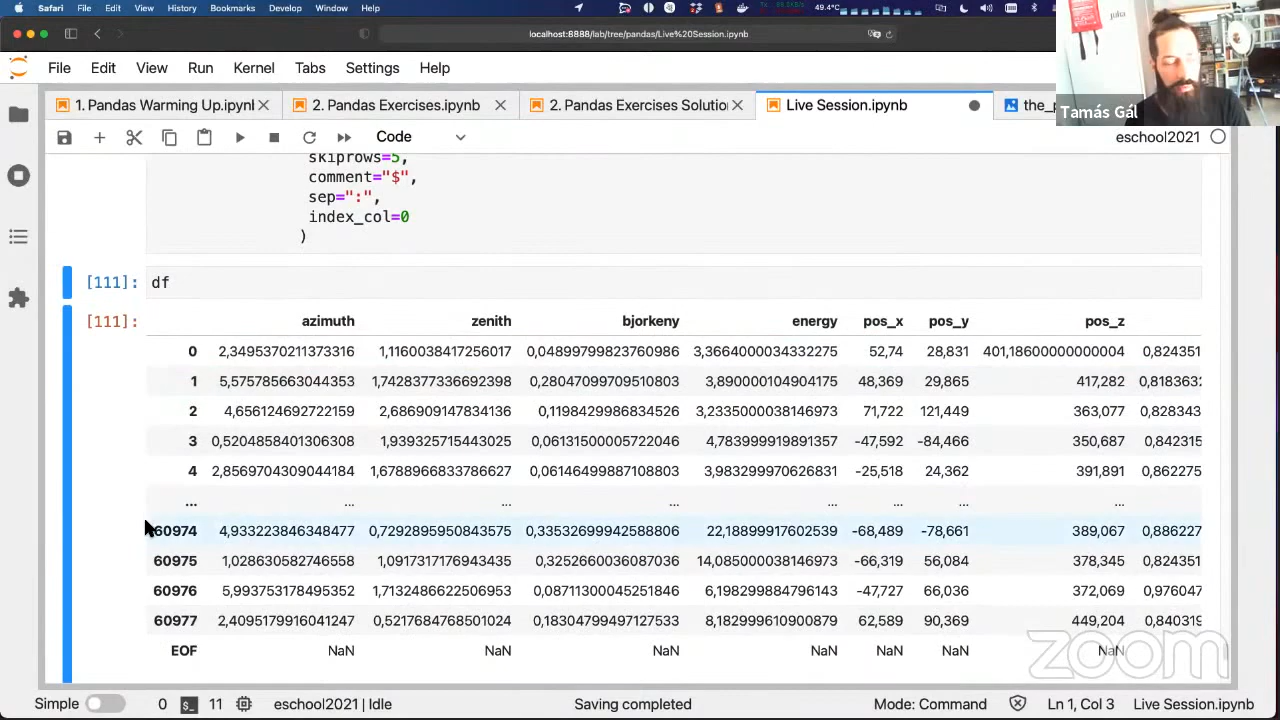 Safari File Edit View History Bookmarks Develop Window Help 49.4°C
localhost:8888/lab/tree/pandas/Live%20Session.ipynb
File Edit View Run Kernel Tabs Settings Help
Tamás Gál
1. Pandas Warming Up.ipynl 2. Pandas Exercises.ipynb 2. Pandas Exercises Solutio Live Session.ipynb the_p
Code eschool2021
skiprows=5,
comment="$",
sep=":",
index_col=0
)
[111]: df
[111]: azimuth zenith bjorkeny energy pos_x pos_y pos_z
0 2,3495370211373316 1,1160038417256017 0,04899799823760986 3,3664000034332275 52,74 28,831 401,18600000000004 0,824351
1 5,575785663044353 1,7428377336692398 0,28047099709510803 3,890000104904175 48,369 29,865 417,282 0,8183632
2 4,656124692722159 2,686909147834136 0,1198429986834526 3,2335000038146973 71,722 121,449 363,077 0,828343
3 0,5204858401306308 1,939325715443025 0,06131500005722046 4,783999919891357 -47,592 -84,466 350,687 0,842315
4 2,8569704309044184 1,6788966833786627 0,06146499887108803 3,983299970626831 -25,518 24,362 391,891 0,862275
... ... ... ... ... ... ... ...
60974 4,933223846348477 0,7292895950843575 0,33532699942588806 22,18899917602539 -68,489 -78,661 389,067 0,886227
60975 1,028630582746558 1,0917317176943435 0,3252660036087036 14,085000038146973 -66,319 56,084 378,345 0,824351
60976 5,993753178495352 1,7132486622506953 0,08711300045251846 6,198299884796143 -47,727 66,036 372,069 0,976047
60977 2,4095179916041247 0,5217684768501024 0,18304799497127533 8,182999610900879 62,589 90,369 449,204 0,840319
EOF NaN NaN NaN NaN NaN NaN NaN
zoom
Simple 0 11 eschool2021 | Idle Saving completed Mode: Command Ln 1, Col 3 Live Session.ipynb